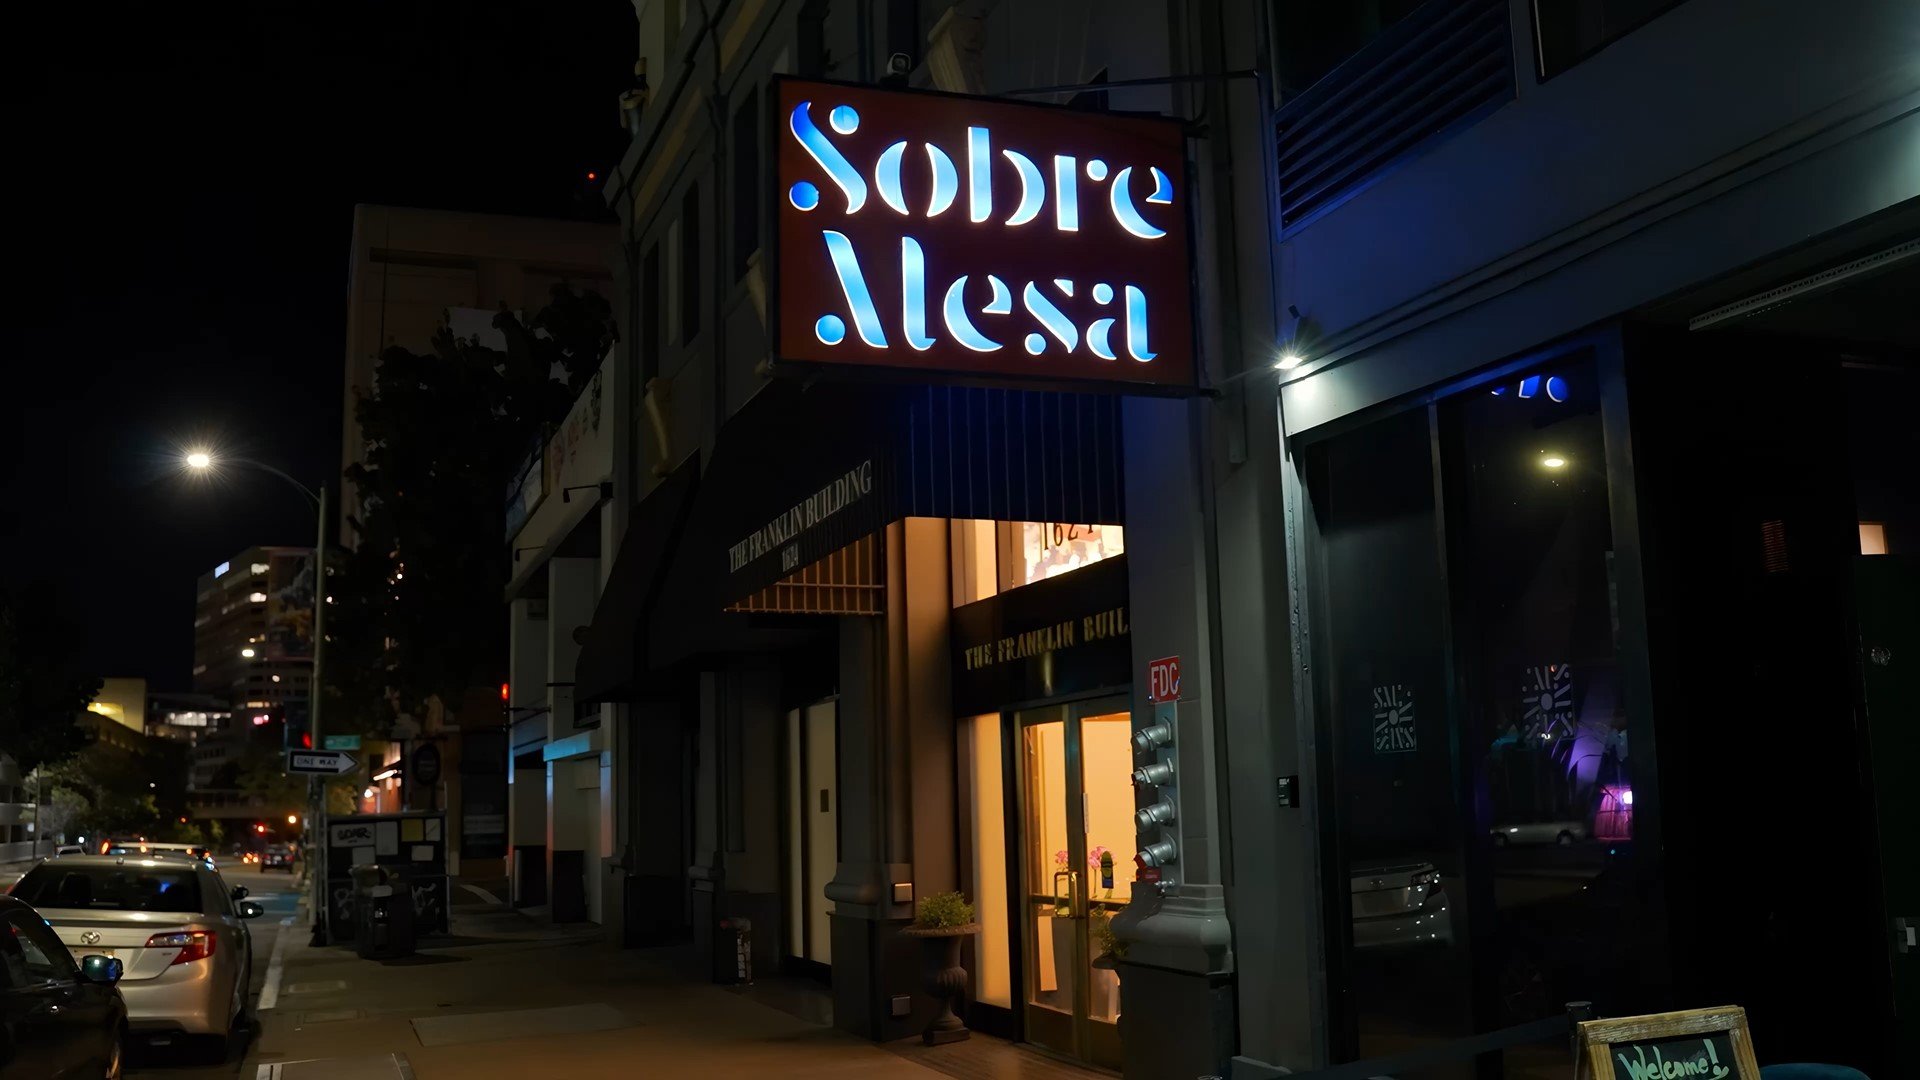 Sobre
Mesa
THE FRANKLIN BUILDING
1624
1624
THE FRANKLIN BUIL
FDC
ONE WAY
Welcome!